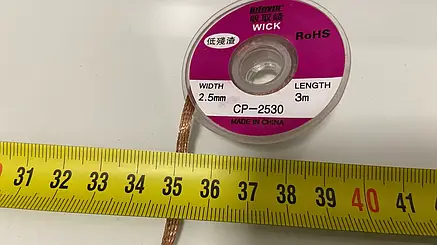 WICK
RoHS
低殘渣
WIDTH
2.5mm
LENGTH
3m
CP-2530
MADE IN CHINA
31 32 33 34 35 36 37 38 39 40 41